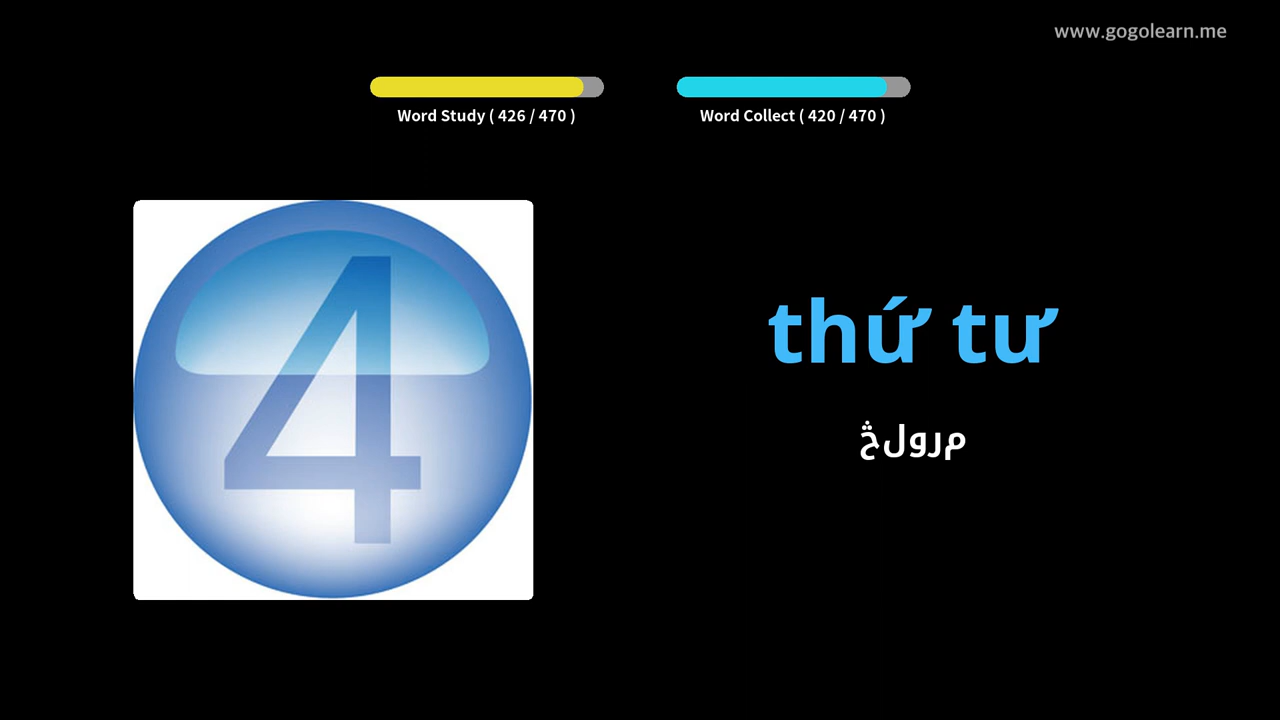 www.gogolearn.me
Word Study ( 426 / 470 )
Word Collect ( 420 / 470 )
4
thứ tư
څلورم